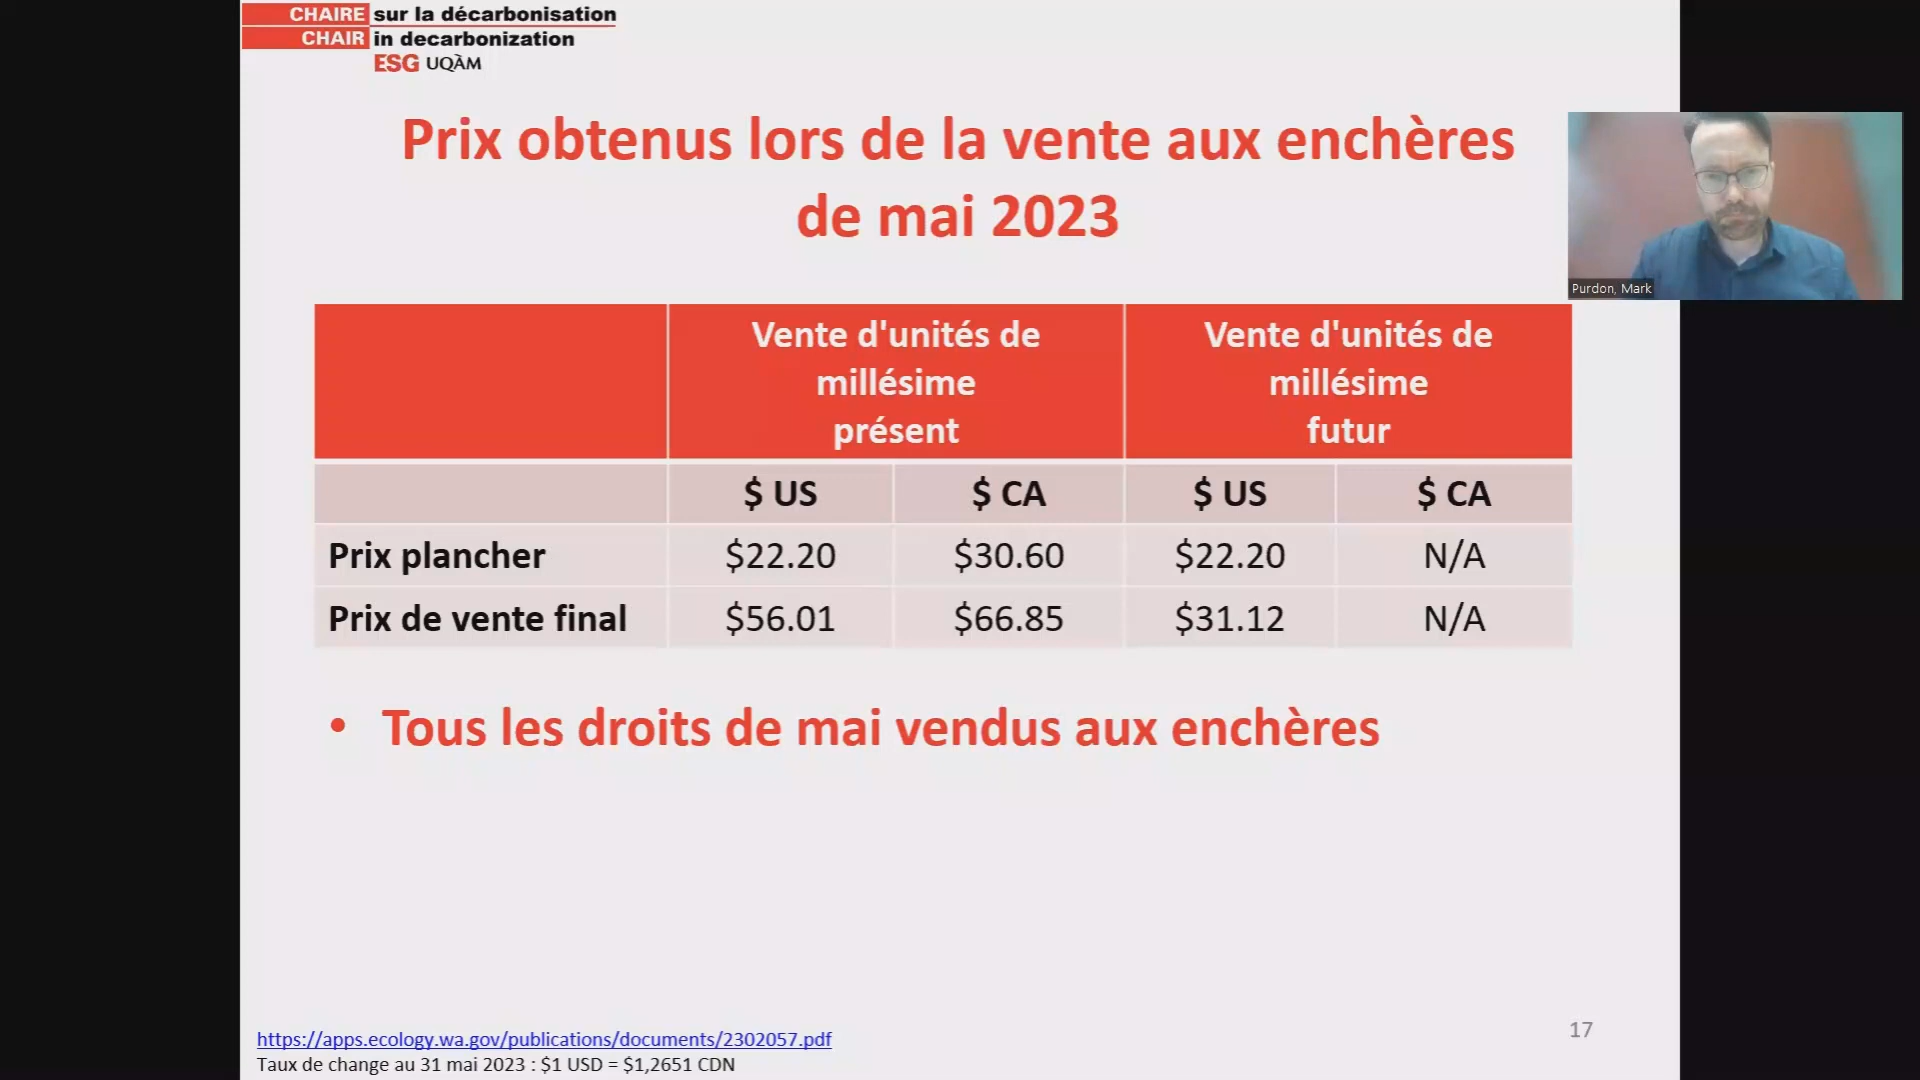 CHAIRE sur la décarbonisation
CHAIR in decarbonization
ESG UQÀM
Prix obtenus lors de la vente aux enchères
de mai 2023
Purdon, Mark
Vente d'unités de
millésime
présent
Vente d'unités de
millésime
futur
$ US $ CA $ US $ CA
Prix plancher $22.20 $30.60 $22.20 N/A
Prix de vente final $56.01 $66.85 $31.12 N/A
• Tous les droits de mai vendus aux enchères
https://apps.ecology.wa.gov/publications/documents/2302057.pdf
Taux de change au 31 mai 2023 : $1 USD = $1,2651 CDN
17